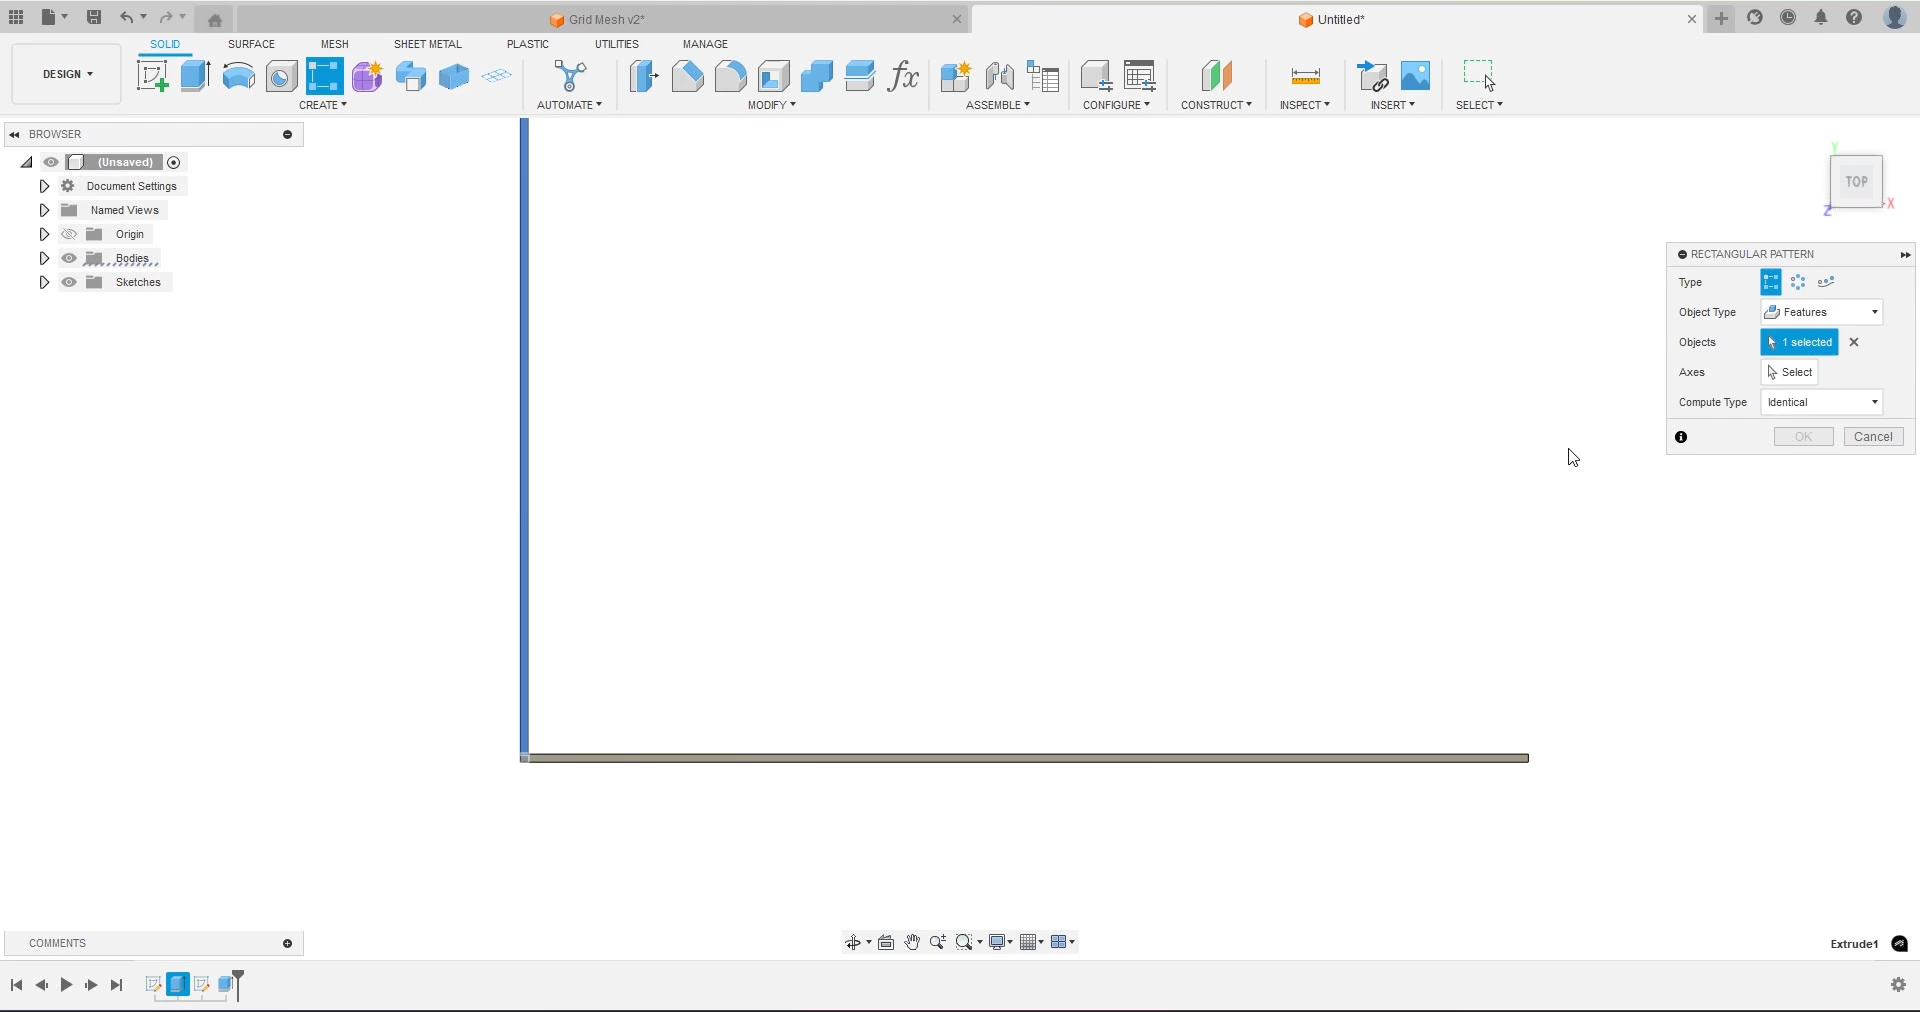 Grid Mesh v2*
Untitled*
SOLID SURFACE MESH SHEET METAL PLASTIC UTILITIES MANAGE
DESIGN
fx
CREATE AUTOMATE MODIFY ASSEMBLE CONFIGURE CONSTRUCT INSPECT INSERT SELECT
BROWSER
(Unsaved)
Document Settings
Named Views
Origin
Bodies
Sketches
Y
TOP
X
Z
RECTANGULAR PATTERN
Type
Object Type Features
Objects 1 selected
Axes Select
Compute Type Identical
OK Cancel
COMMENTS
Extrude1